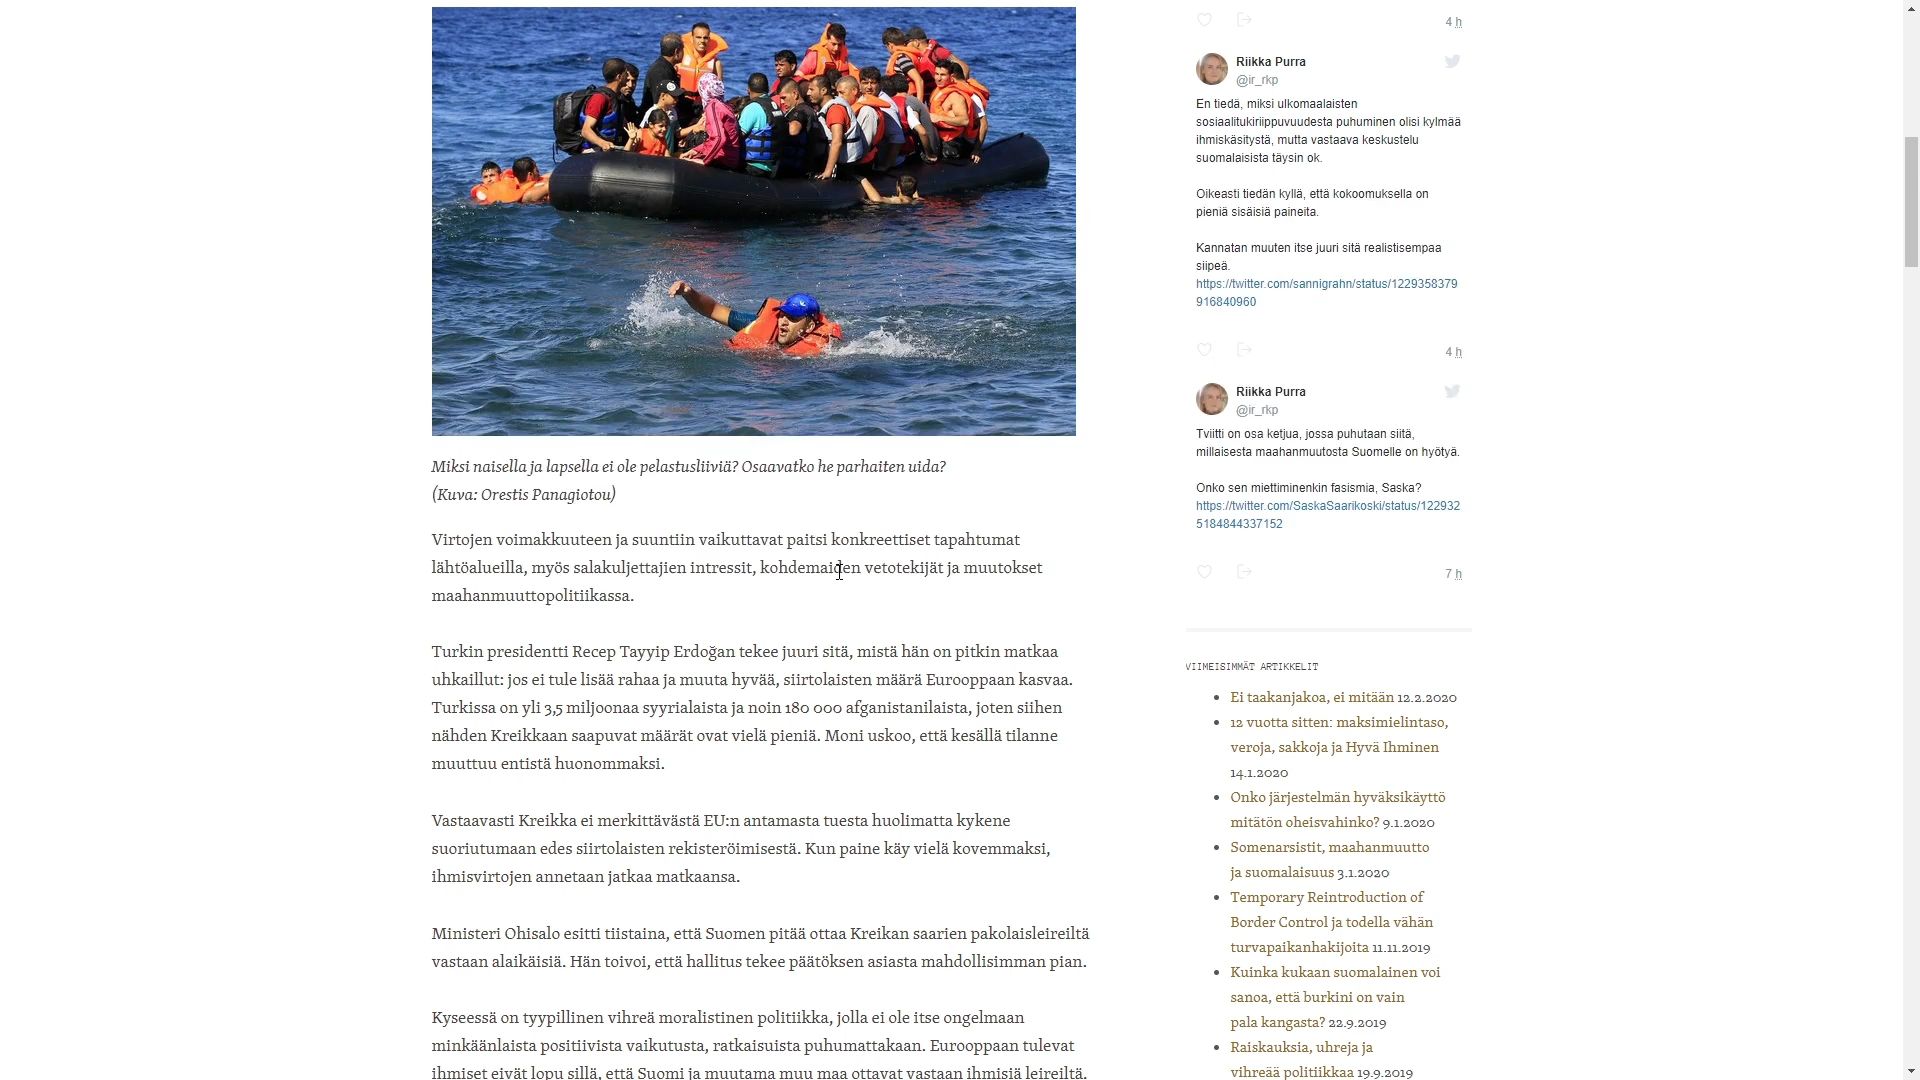 Miksi naisella ja lapsella ei ole pelastusliiviä? Osaavatko he parhaiten uida?
(Kuva: Orestis Panagiotou)
Virtojen voimakkuuteen ja suuntiin vaikuttavat paitsi konkreettiset tapahtumat
lähtöalueilla, myös salakuljettajien intressit, kohdemaiden vetotekijät ja muutokset
maahanmuuttopolitiikassa.
Turkin presidentti Recep Tayyip Erdoğan tekee juuri sitä, mistä hän on pitkin matkaa
uhkaillut: jos ei tule lisää rahaa ja muuta hyvää, siirtolaisten määrä Eurooppaan kasvaa.
Turkissa on yli 3,5 miljoonaa syyrialaista ja noin 180 000 afganistanilaista, joten siihen
nähden Kreikkaan saapuvat määrät ovat vielä pieniä. Moni uskoo, että kesällä tilanne
muuttuu entistä huonommaksi.
Vastaavasti Kreikka ei merkittävästä EU:n antamasta tuesta huolimatta kykene
suoriutumaan edes siirtolaisten rekisteröimisestä. Kun paine käy vielä kovemmaksi,
ihmisvirtojen annetaan jatkaa matkaansa.
Ministeri Ohisalo esitti tiistaina, että Suomen pitää ottaa Kreikan saarien pakolaisleireiltä
vastaan alaikäisiä. Hän toivoi, että hallitus tekee päätöksen asiasta mahdollisimman pian.
Kyseessä on tyypillinen vihreä moralistinen politiikka, jolla ei ole itse ongelmaan
minkäänlaista positiivista vaikutusta, ratkaisuista puhumattakaan. Eurooppaan tulevat
ihmiset eivät lopu sillä, että Suomi ja muutama muu maa ottavat vastaan ihmisiä leireiltä.
4 h
Riikka Purra
@ir_rkp
En tiedä, miksi ulkomaalaisten
sosiaalitukiriippuvuudesta puhuminen olisi kylmää
ihmiskäsitystä, mutta vastaava keskustelu
suomalaisista täysin ok.
Oikeasti tiedän kyllä, että kokoomuksella on
pieniä sisäisiä paineita.
Kannatan muuten itse juuri sitä realistisempaa
siipeä.
https://twitter.com/sannigrahn/status/1229358379
916840960
4 h
Riikka Purra
@ir_rkp
Tviitti on osa ketjua, jossa puhutaan siitä,
millaisesta maahanmuutosta Suomelle on hyötyä.
Onko sen miettiminenkin fasismia, Saska?
https://twitter.com/SaskaSaarikoski/status/122932
5184844337152
7 h
VIIMEISIMMÄT ARTIKKELIT
Ei taakanjakoa, ei mitään 12.2.2020
12 vuotta sitten: maksimielintaso,
veroja, sakkoja ja Hyvä Ihminen
14.1.2020
Onko järjestelmän hyväksikäyttö
mitätön oheisvahinko? 9.1.2020
Somenarsistit, maahanmuutto
ja suomalaisuus 3.1.2020
Temporary Reintroduction of
Border Control ja todella vähän
turvapaikanhakijoita 11.11.2019
Kuinka kukaan suomalainen voi
sanoa, että burkini on vain
pala kangasta? 22.9.2019
Raiskauksia, uhreja ja
vihreää politiikkaa 19.9.2019